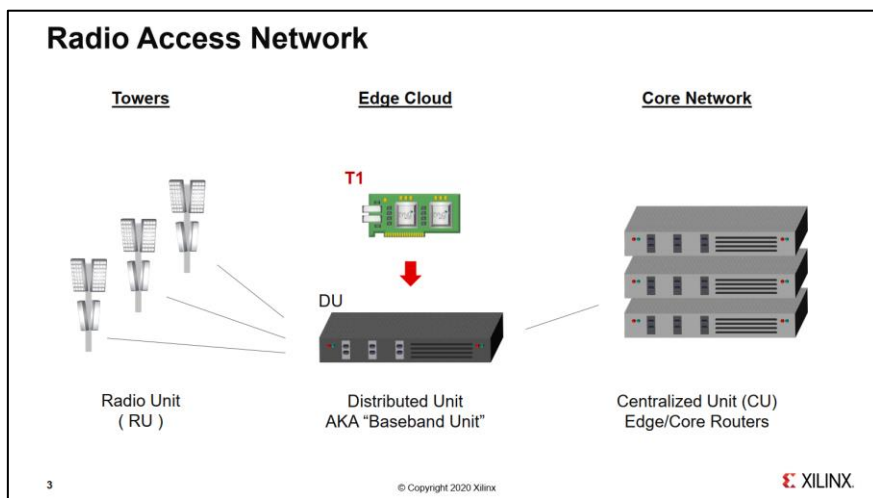 Radio Access Network
Towers
Edge Cloud
Core Network
T1
DU
Radio Unit
( RU )
Distributed Unit
AKA “Baseband Unit”
Centralized Unit (CU)
Edge/Core Routers
3
© Copyright 2020 Xilinx
XILINX.